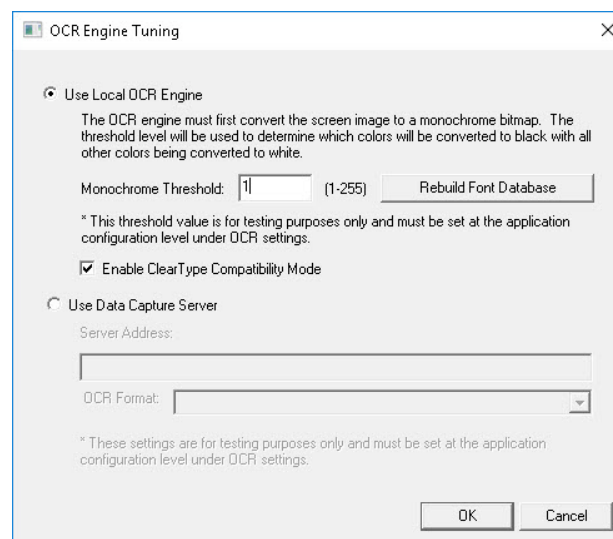 OCR Engine Tuning
Use Local OCR Engine
The OCR engine must first convert the screen image to a monochrome bitmap. The
threshold level will be used to determine which colors will be converted to black with all
other colors being converted to white.
Monochrome Threshold: 1 (1-255) Rebuild Font Database
* This threshold value is for testing purposes only and must be set at the application
configuration level under OCR settings.
Enable ClearType Compatibility Mode
Use Data Capture Server
Server Address:
OCR Format:
* These settings are for testing purposes only and must be set at the application
configuration level under OCR settings.
OK Cancel